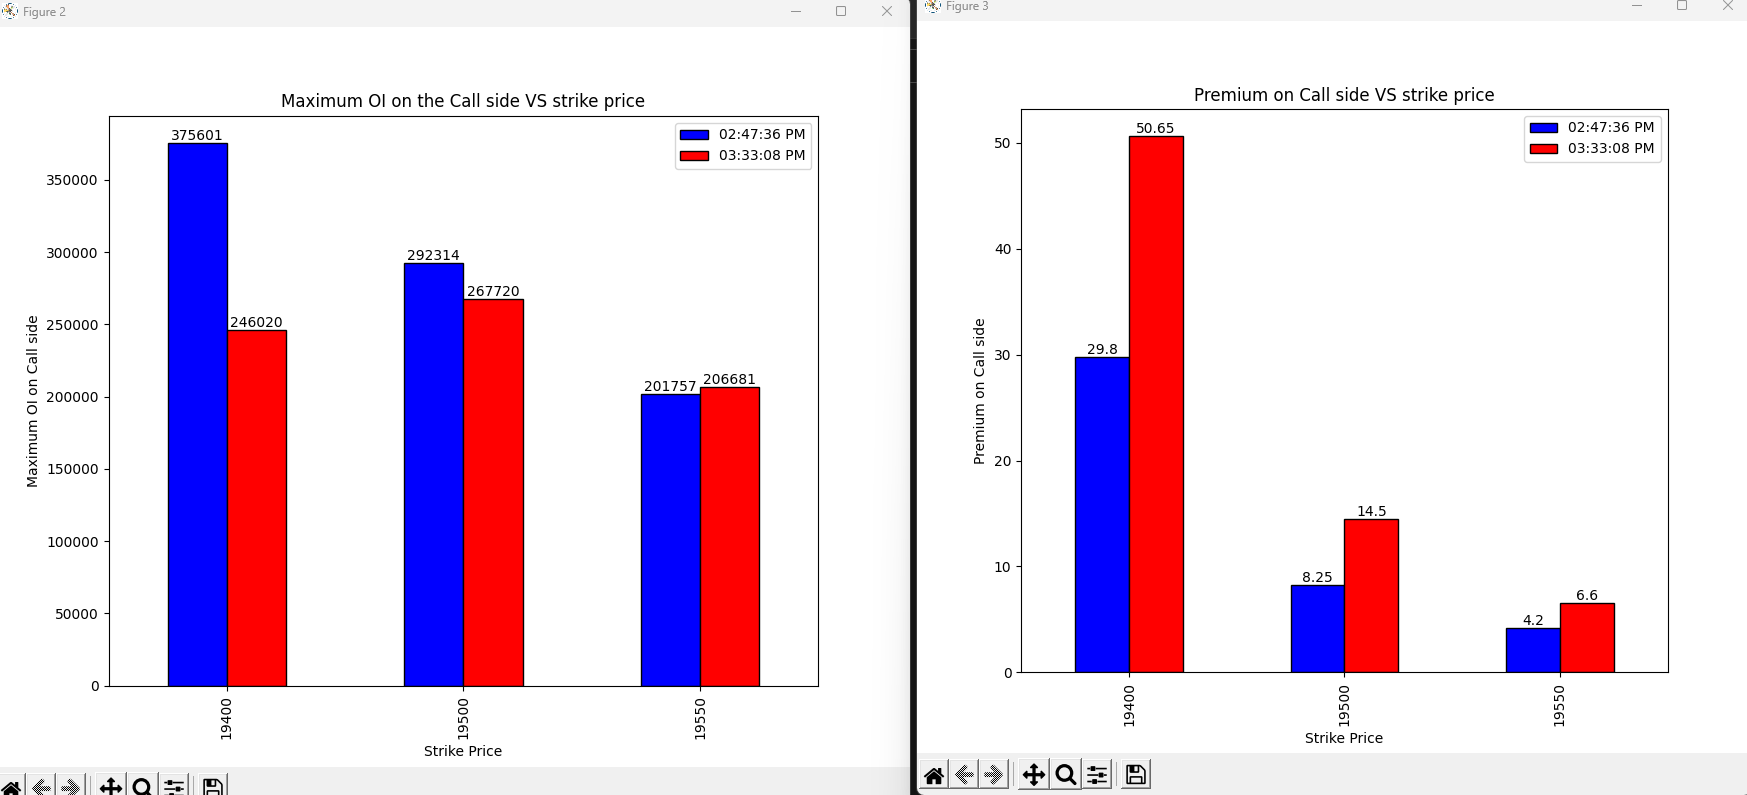 Figure 2
Maximum OI on the Call side VS strike price
02:47:36 PM
03:33:08 PM
375601
246020
292314
267720
201757
206681
350000
300000
250000
200000
150000
100000
50000
0
Maximum OI on Call side
19400
19500
19550
Strike Price
Figure 3
Premium on Call side VS strike price
02:47:36 PM
03:33:08 PM
50.65
29.8
14.5
8.25
4.2
6.6
50
40
30
20
10
0
Premium on Call side
19400
19500
19550
Strike Price